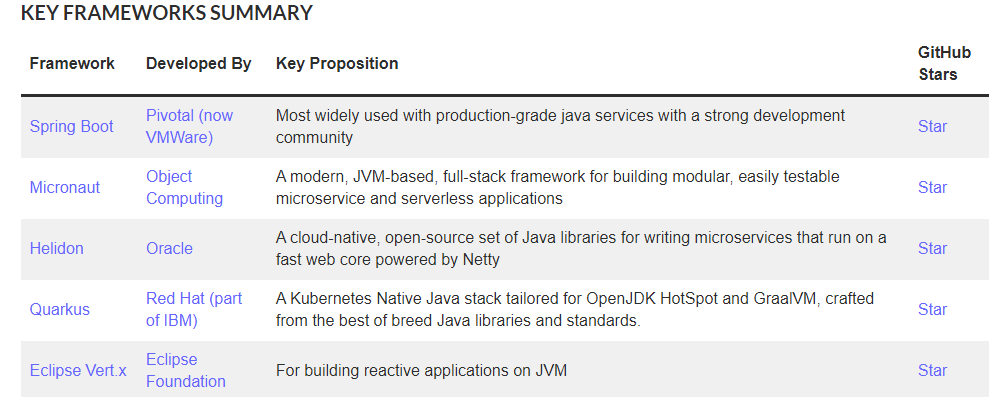 KEY FRAMEWORKS SUMMARY
Framework Developed By Key Proposition GitHub Stars
Spring Boot Pivotal (now VMWare) Most widely used with production-grade java services with a strong development community Star
Micronaut Object Computing A modern, JVM-based, full-stack framework for building modular, easily testable microservice and serverless applications Star
Helidon Oracle A cloud-native, open-source set of Java libraries for writing microservices that run on a fast web core powered by Netty Star
Quarkus Red Hat (part of IBM) A Kubernetes Native Java stack tailored for OpenJDK HotSpot and GraalVM, crafted from the best of breed Java libraries and standards. Star
Eclipse Vert.x Eclipse Foundation For building reactive applications on JVM Star